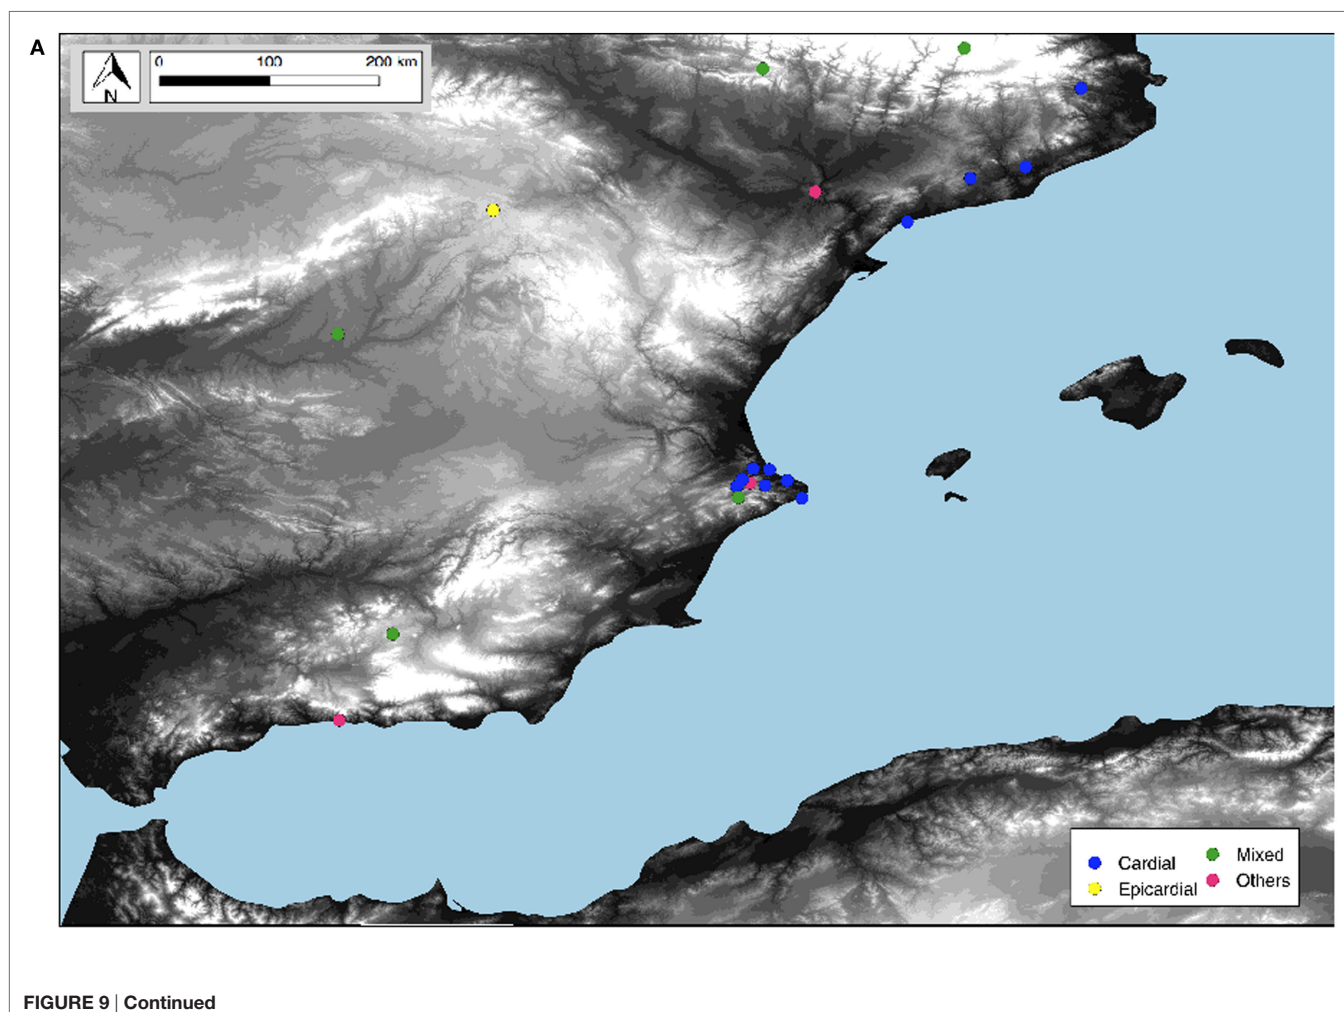 A
0 100 200 km
N
Cardial
Epicardial
Mixed
Others
FIGURE 9 | Continued